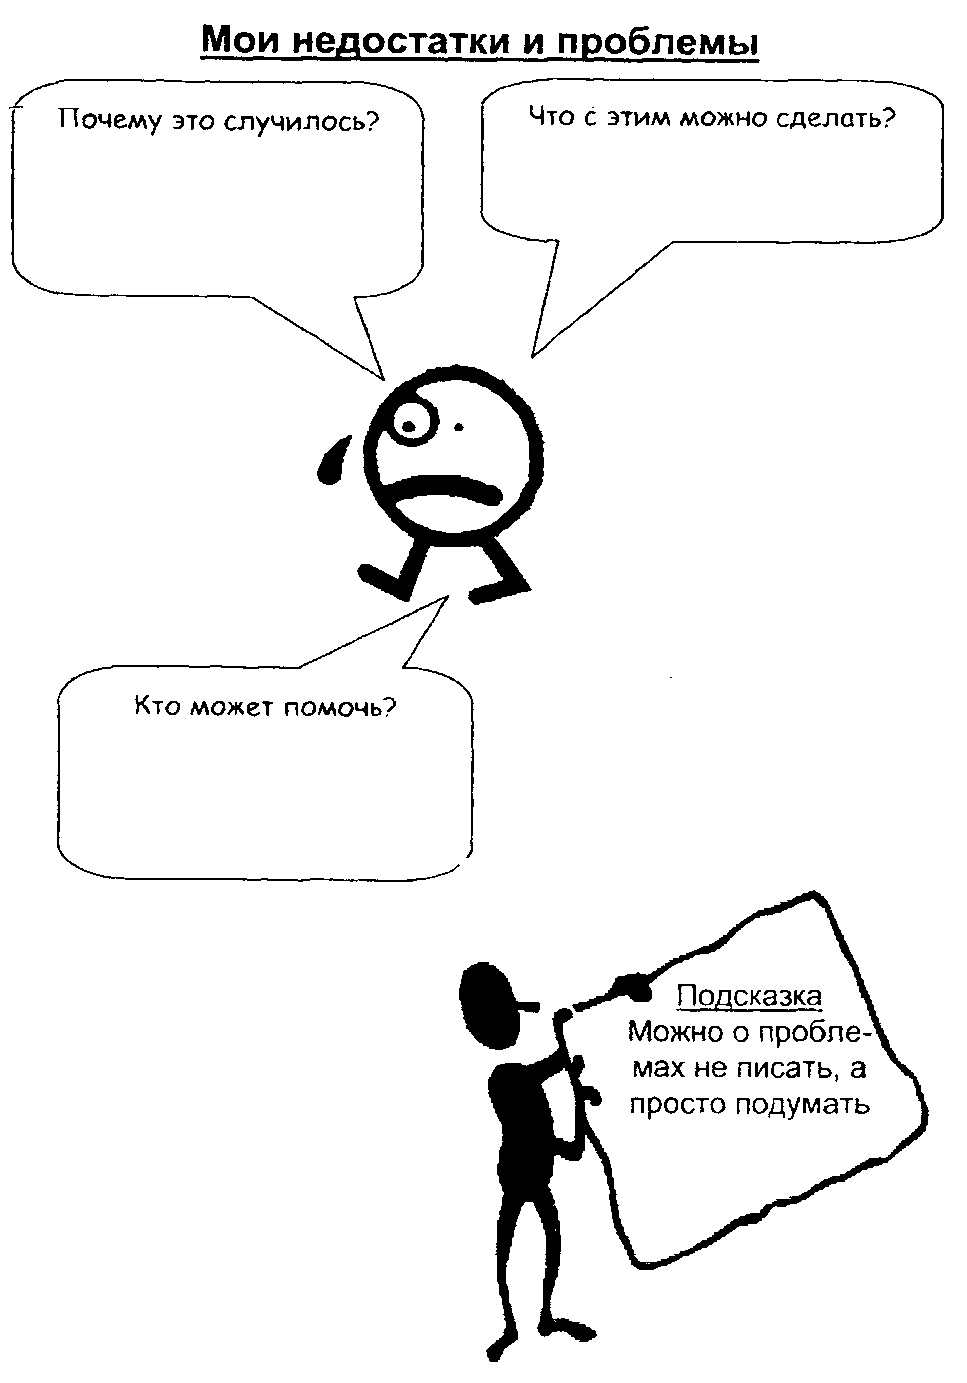 Мои недостатки и проблемы
Почему это случилось?
Что с этим можно сделать?
Кто может помочь?
Подсказка
Можно о пробле-
мах не писать, а
просто подумать